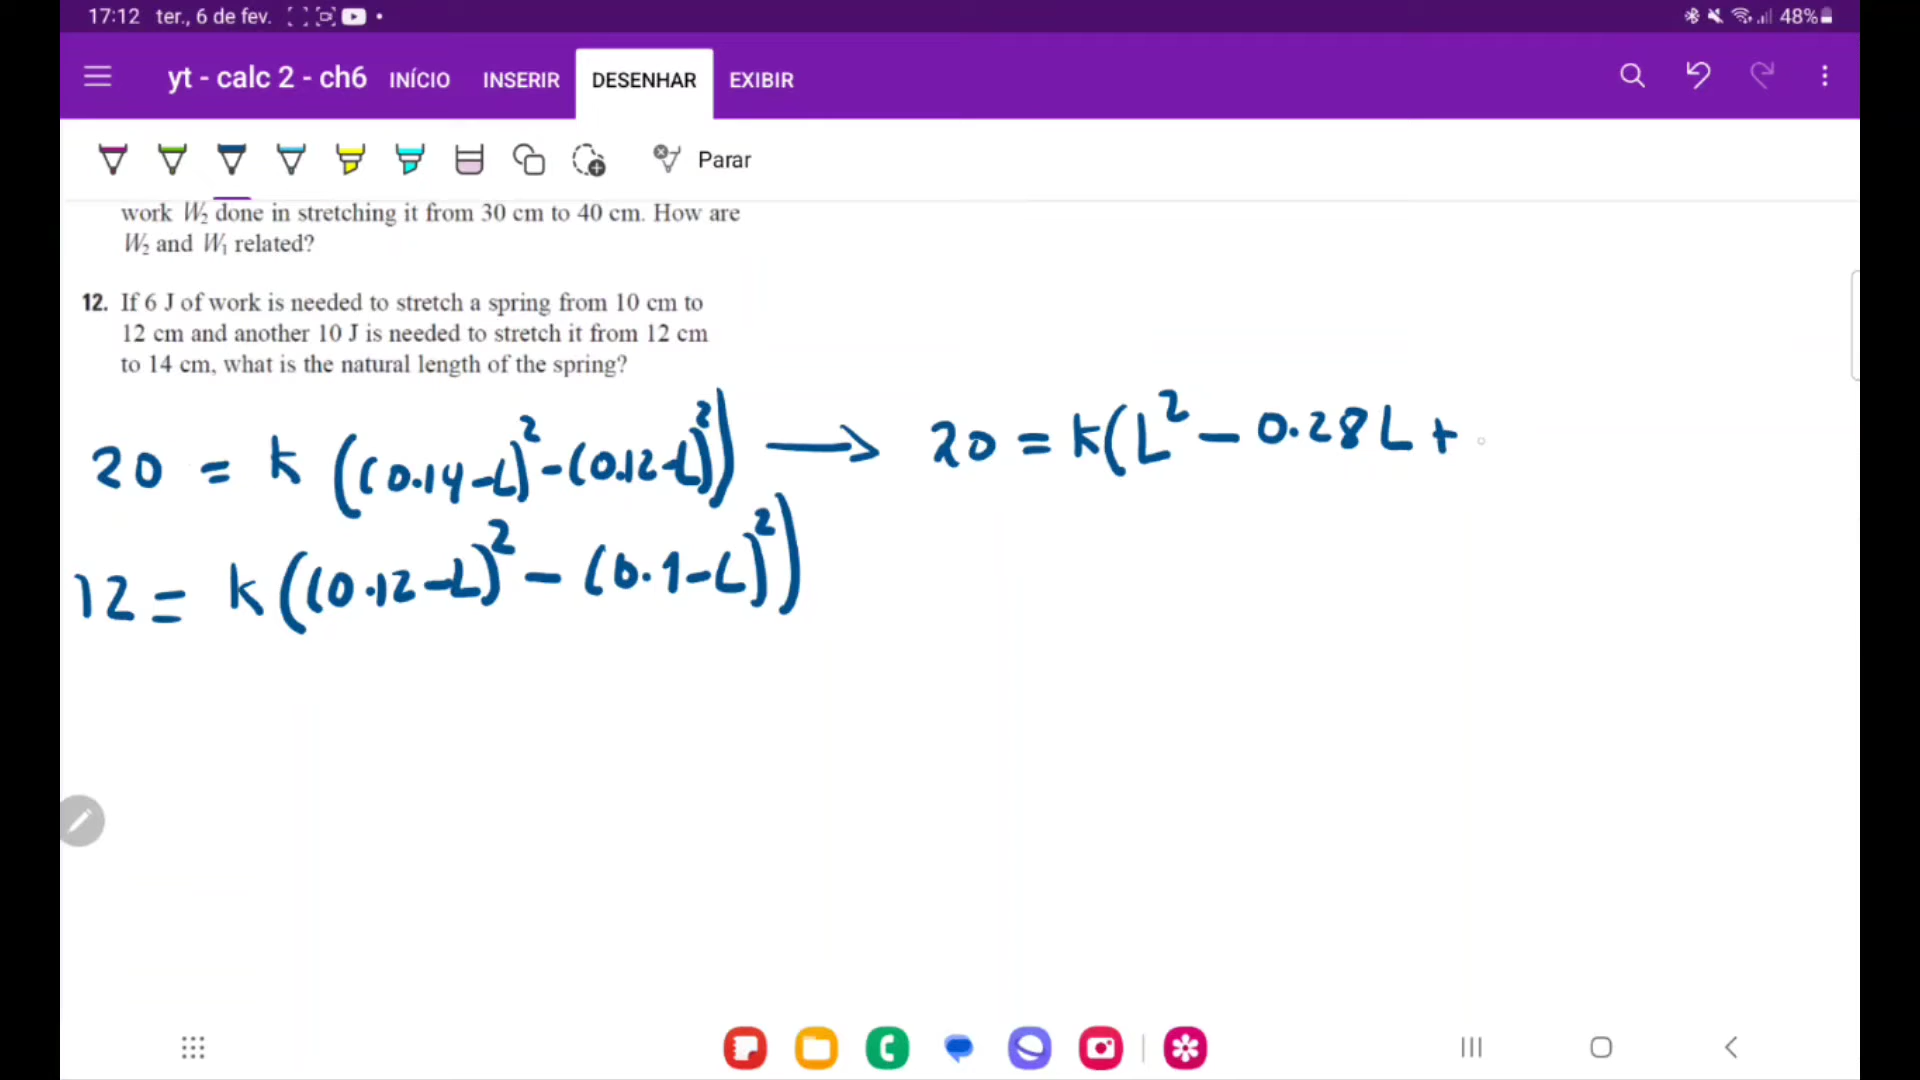 17:12 ter., 6 de fev.
48%
yt - calc 2 - ch6 INÍCIO INSERIR DESENHAR EXIBIR
Parar
work W₂ done in stretching it from 30 cm to 40 cm. How are
W₂ and W₁ related?
12. If 6 J of work is needed to stretch a spring from 10 cm to
12 cm and another 10 J is needed to stretch it from 12 cm
to 14 cm, what is the natural length of the spring?
20 = k ((0.14-L)² - (0.12-L)²) → 20 = k(L² - 0.28L +
12 = k((0.12-L)² - (0.1-L)²)